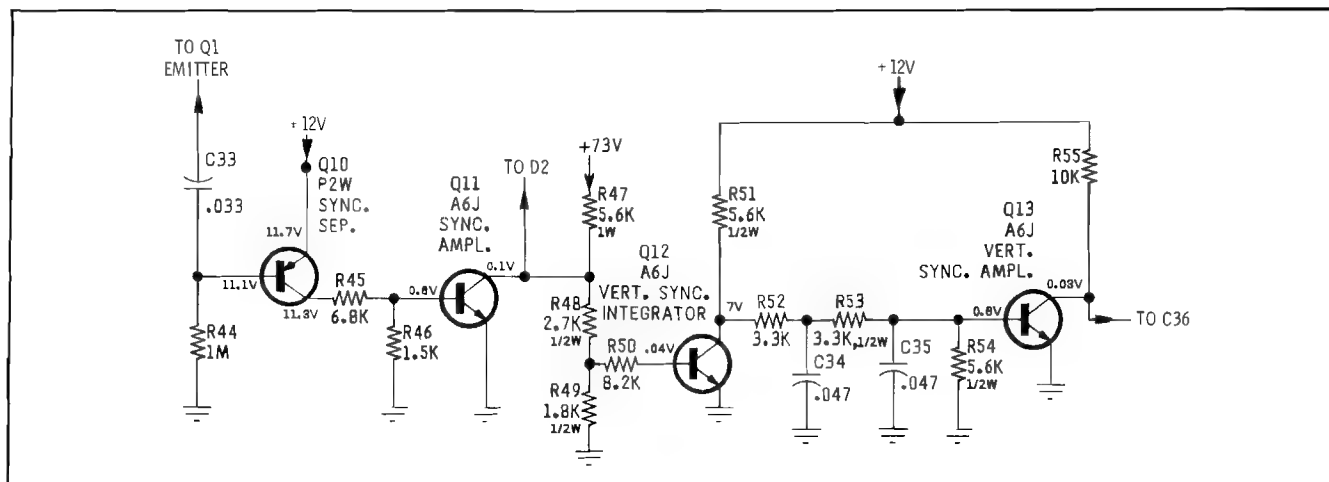 TO Q1
EMITTER
C33
.033
+12V
Q10
P2W
SYNC.
SEP.
11.7V
11.1V
11.3V
R44
1M
R45
6.8K
R46
1.5K
Q11
A6J
SYNC.
AMPL.
0.8V
0.1V
TO D2
+73V
R47
5.6K
1W
R48
2.7K
1/2W
R49
1.8K
1/2W
R50
8.2K
.04V
Q12
A6J
VERT. SYNC.
INTEGRATOR
7V
R51
5.6K
1/2W
+12V
R52
3.3K
R53
3.3K,1/2W
C34
.047
C35
.047
R54
5.6K
1/2W
0.8V
Q13
A6J
VERT.
SYNC. AMPL.
0.03V
R55
10K
TO C36